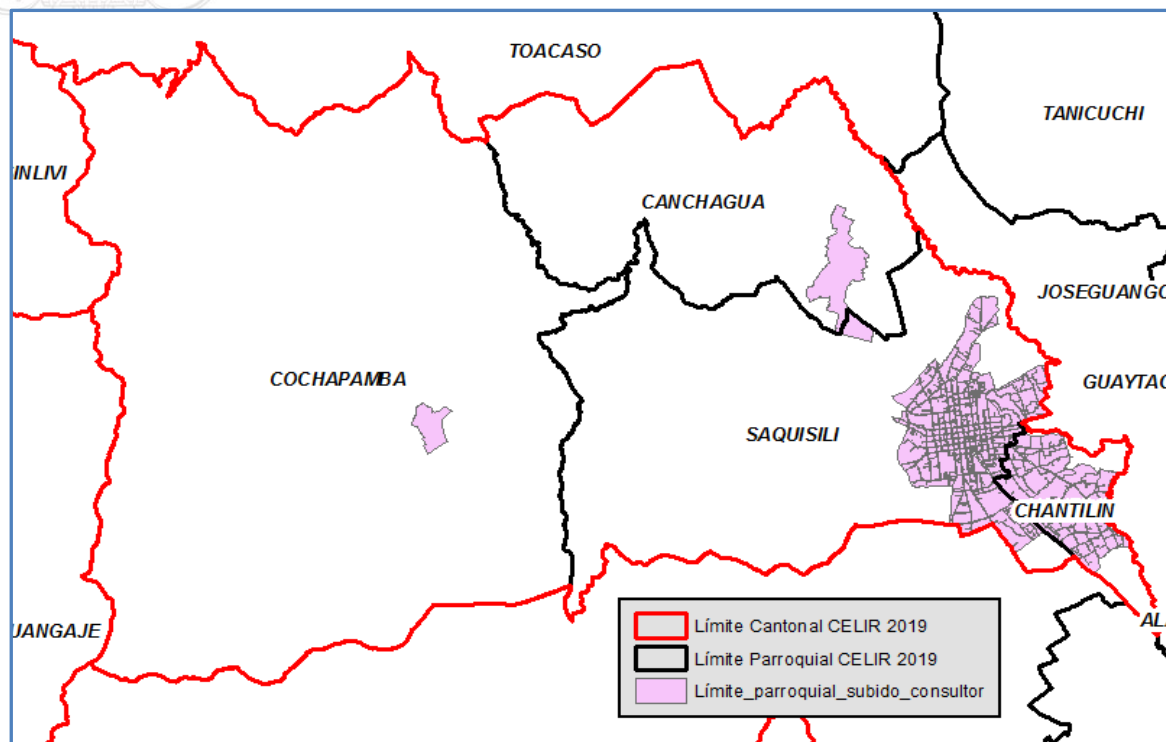 TOACASO
TANICUCHI
INLIVI
CANCHAGUA
JOSEGUANGO
COCHAPAMBA
GUAYTAC
SAQUISILI
CHANTILIN
UANGAJE
AL
Límite Cantonal CELIR 2019
Límite Parroquial CELIR 2019
Límite_parroquial_subido_consultor